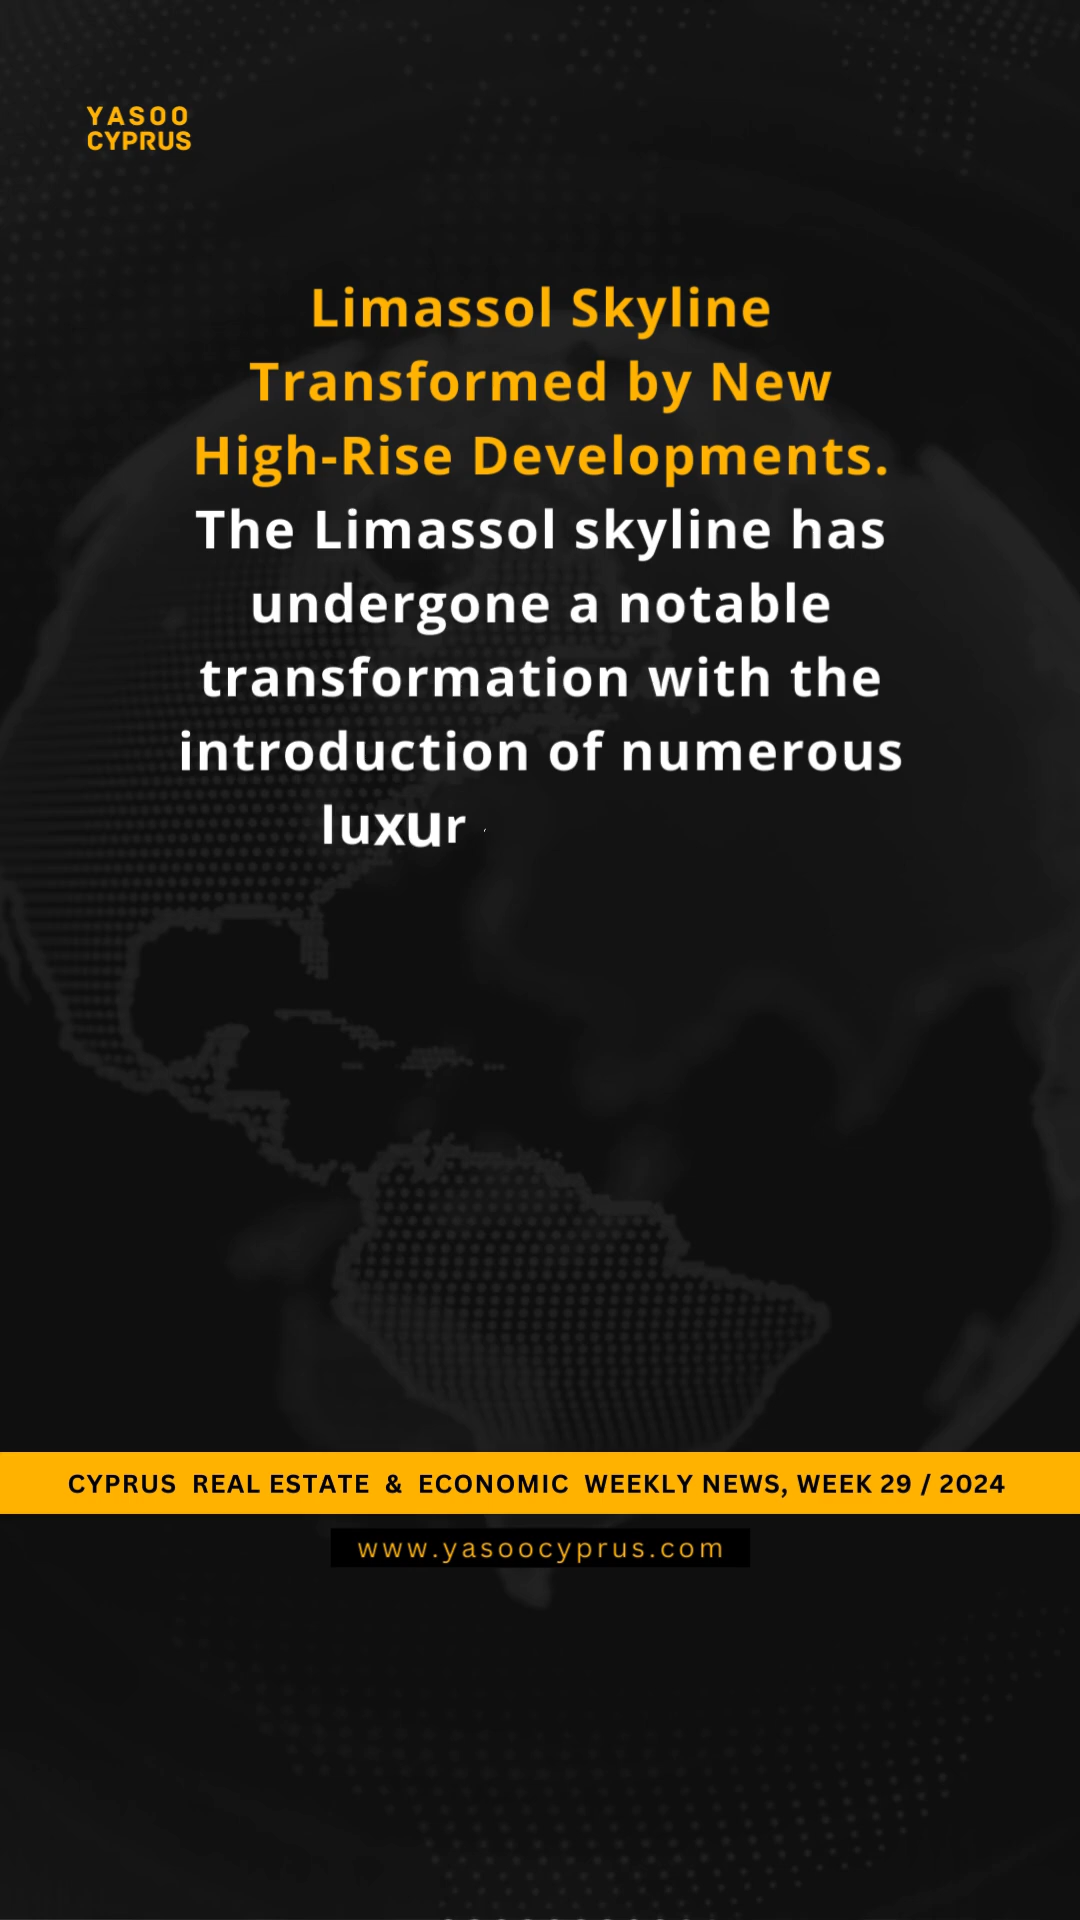 YASOO
CYPRUS
Limassol Skyline
Transformed by New
High-Rise Developments.
The Limassol skyline has
undergone a notable
transformation with the
introduction of numerous
luxur
CYPRUS REAL ESTATE & ECONOMIC WEEKLY NEWS, WEEK 29 / 2024
www.yasoocyprus.com